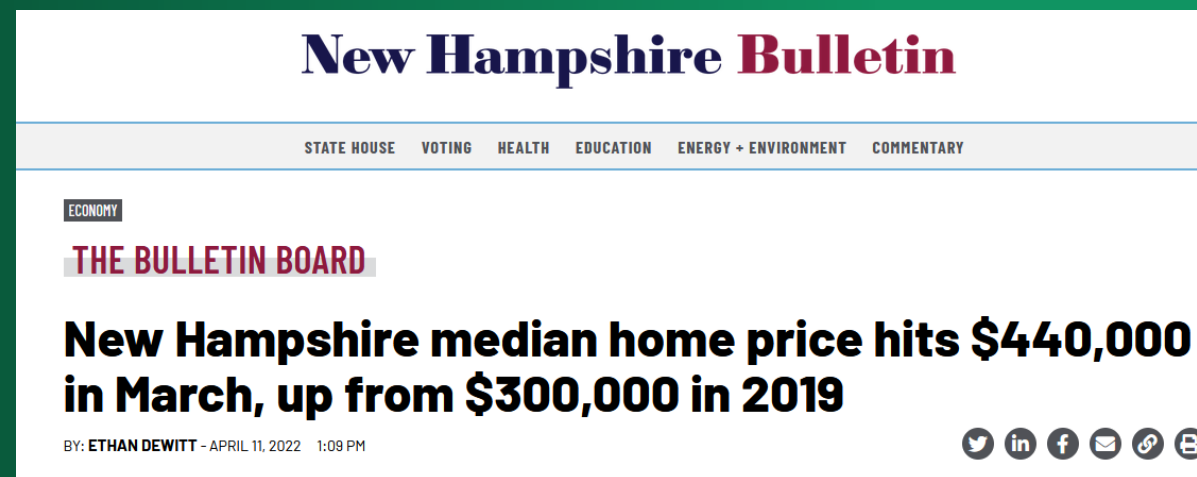 New Hampshire Bulletin
STATE HOUSE VOTING HEALTH EDUCATION ENERGY + ENVIRONMENT COMMENTARY
ECONOMY
THE BULLETIN BOARD
New Hampshire median home price hits $440,000
in March, up from $300,000 in 2019
BY: ETHAN DEWITT - APRIL 11, 2022 1:09 PM